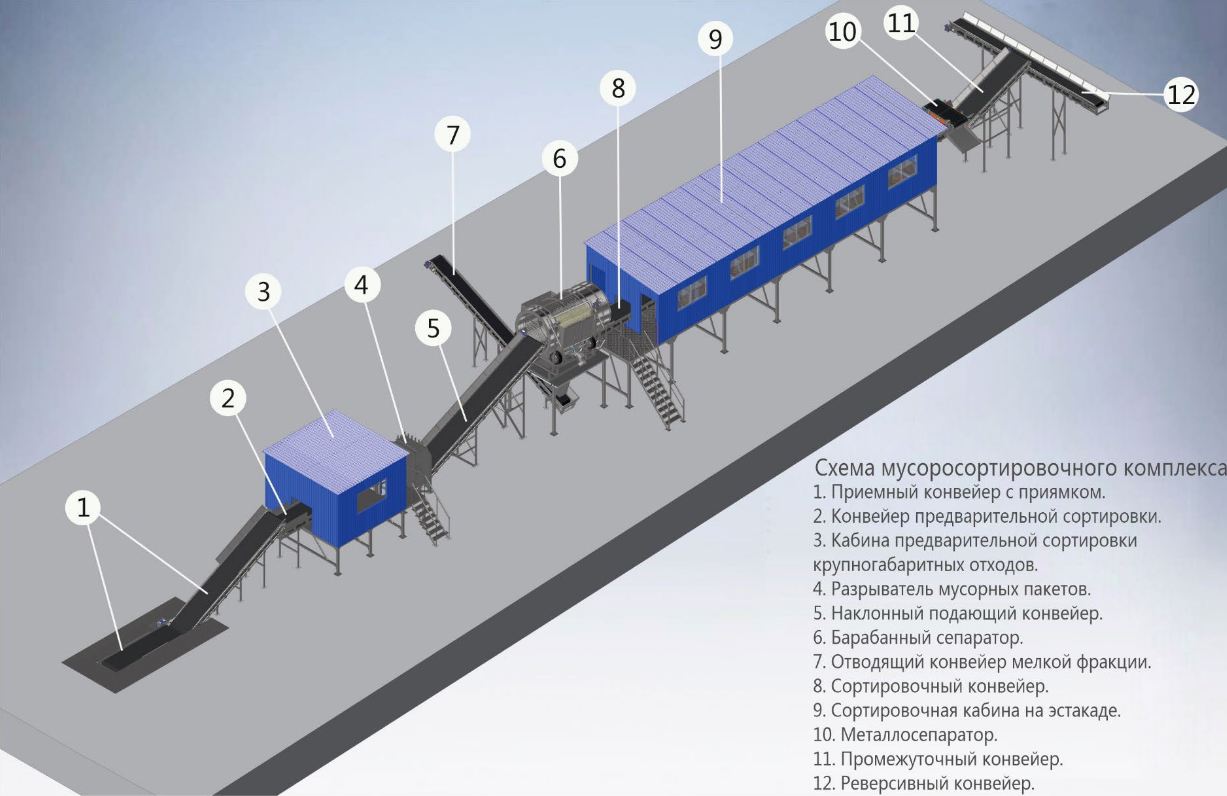 10
11
9
12
8
7
6
3
4
5
2
1
Схема мусоросортировочного комплекса
1. Приемный конвейер с приямком.
2. Конвейер предварительной сортировки.
3. Кабина предварительной сортировки
крупногабаритных отходов.
4. Разрыватель мусорных пакетов.
5. Наклонный подающий конвейер.
6. Барабанный сепаратор.
7. Отводящий конвейер мелкой фракции.
8. Сортировочный конвейер.
9. Сортировочная кабина на эстакаде.
10. Металлосепаратор.
11. Промежуточный конвейер.
12. Реверсивный конвейер.